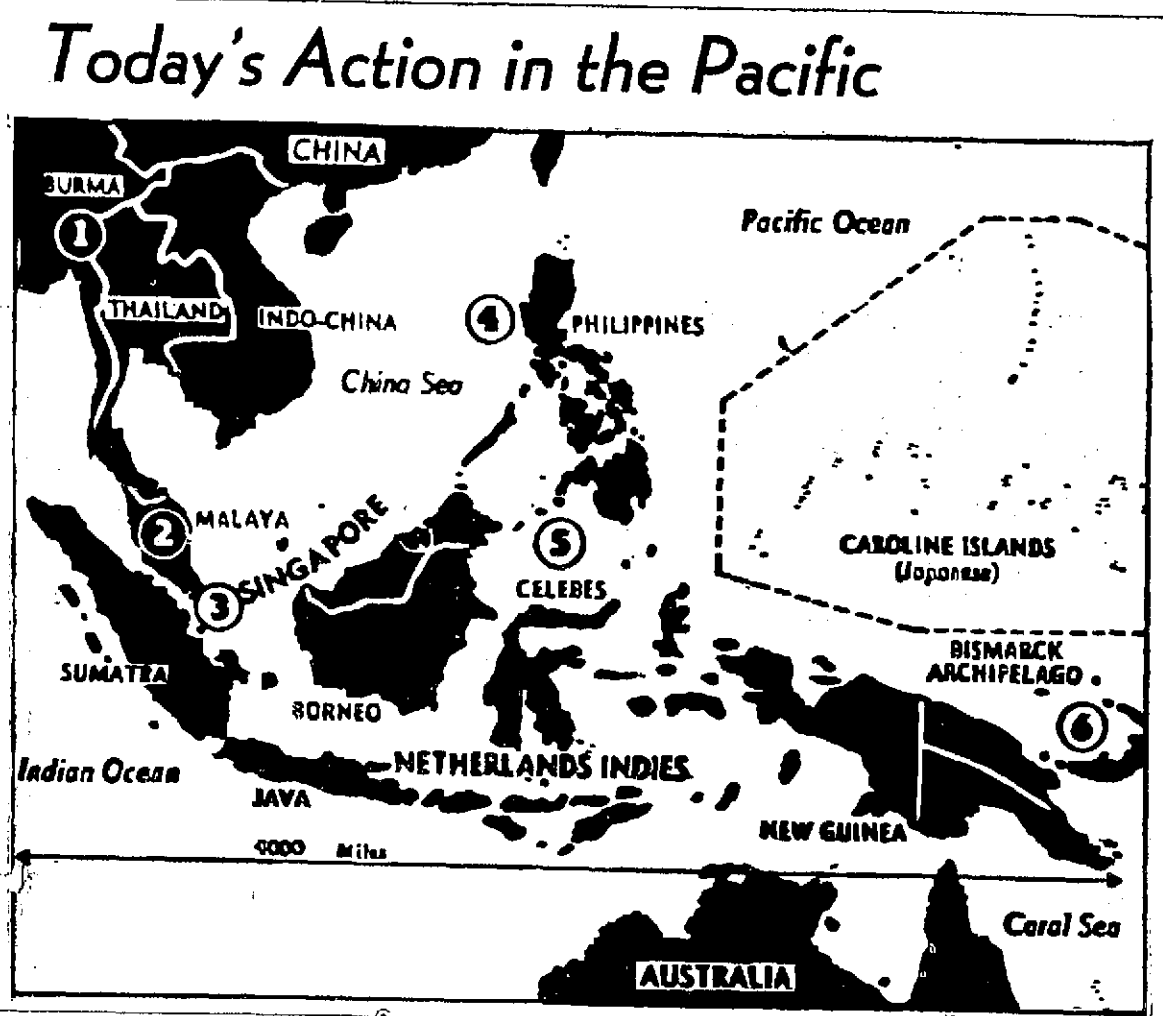 Today's Action in the Pacific
CHINA
BURMA
1
Pacific Ocean
THAILAND
INDO-CHINA
4
PHILIPPINES
China Sea
2
MALAYA
SINGAPORE
5
CAROLINE ISLANDS
(Japanese)
3
CELEBES
SUMATRA
BISMARCK
ARCHIPELAGO
BORNEO
6
Indian Ocean
NETHERLANDS INDIES
JAVA
NEW GUINEA
4000 Miles
Coral Sea
AUSTRALIA